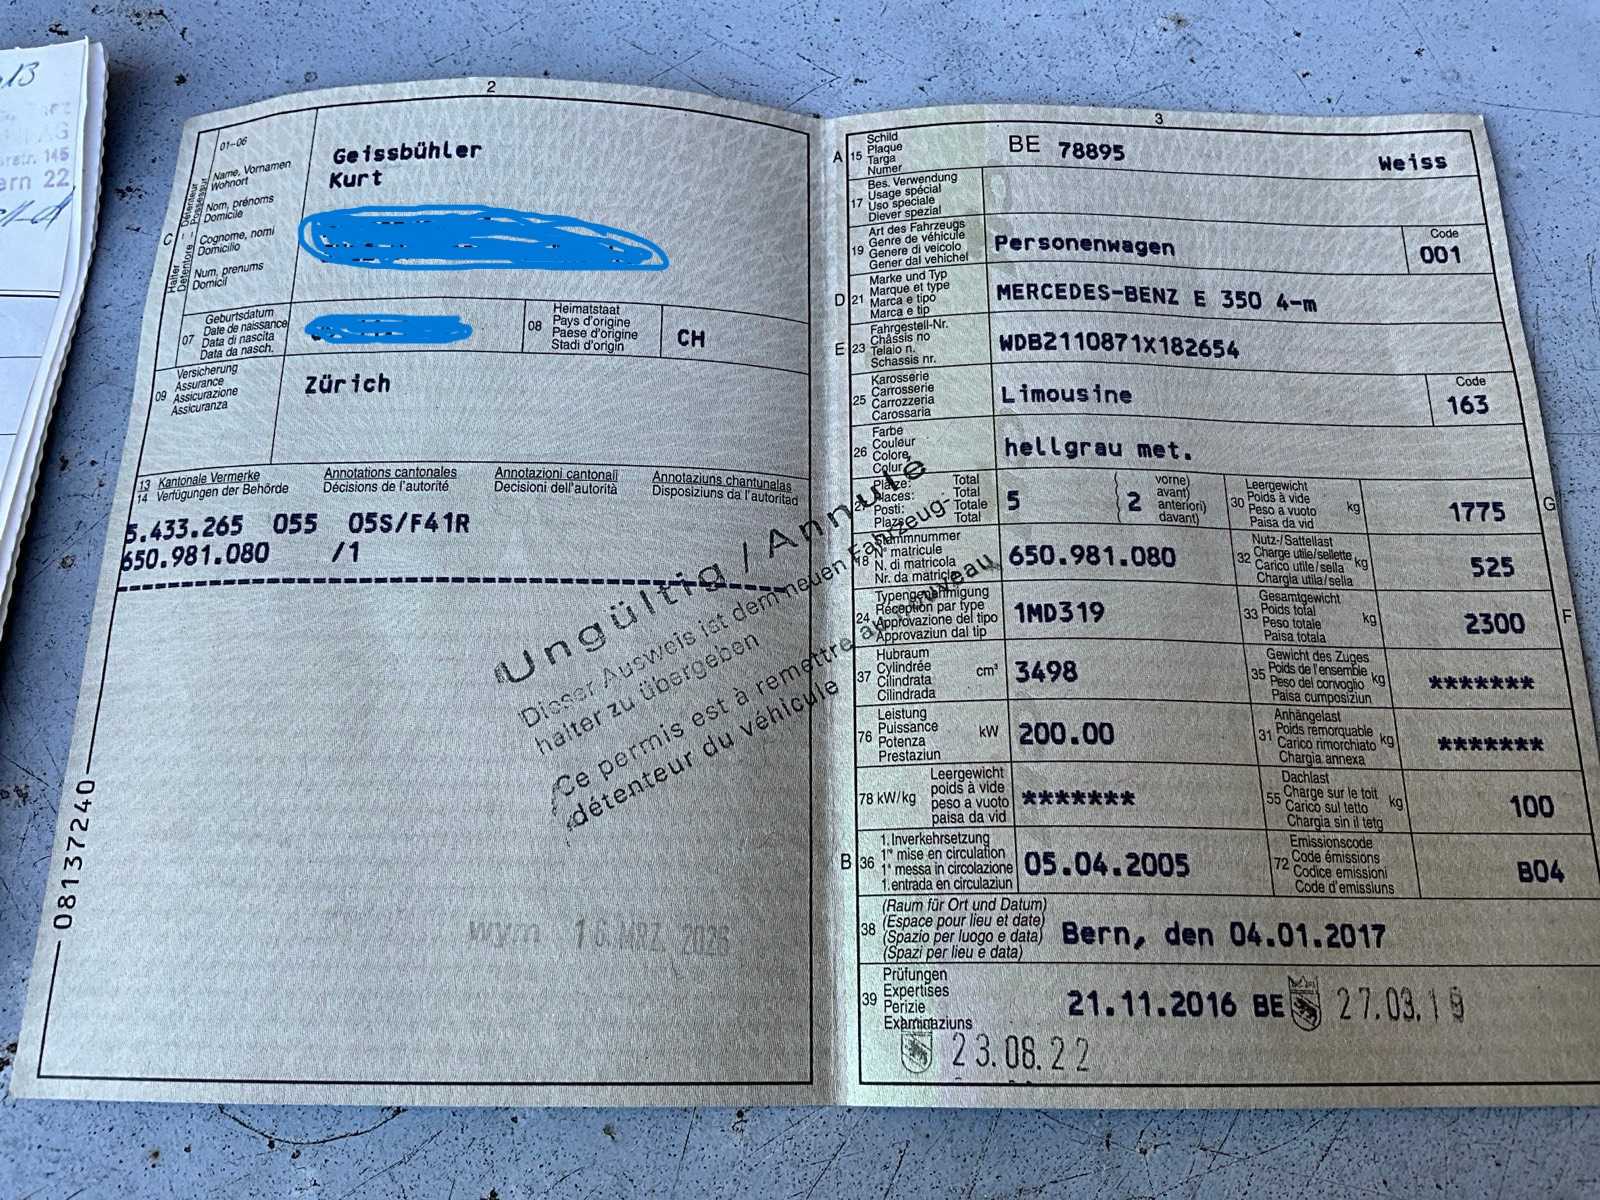 13
AG
str. 145
ern 22
2
01-06
C
Halter – Détenteur
Detentore – Possessur
Name, Vornamen
Wohnort
Nom, prénoms
Domicile
Cognome, nomi
Domicilio
Num, prenums
Domicil
Geissbühler
Kurt
07
Geburtsdatum
Date de naissance
Data di nascita
Data da nasch.
08
Heimatstaat
Pays d'origine
Paese d'origine
Stadi d'origin
CH
09
Versicherung
Assurance
Assicurazione
Assicuranza
Zürich
13 Kantonale Vermerke Annotations cantonales Annotazioni cantonali Annotaziuns chantunalas
14 Verfügungen der Behörde Décisions de l'autorité Decisioni dell'autorità Disposiziuns da l'autoritad
5.433.265 055 05S/F41R
650.981.080 /1
Ungültig / Annulé
Dieser Ausweis ist dem neuen Fahrzeug-
halter zu übergeben
Ce permis est à remettre au nouveau
détenteur du véhicule
wym 16. MRZ. 2026
08137240
3
A 15
Schild
Plaque
Targa
Numer
BE 78895 Weiss
17
Bes. Verwendung
Usage spécial
Uso speciale
Diever spezial
19
Art des Fahrzeugs
Genre de véhicule
Genere di veicolo
Gener dal vehichel
Personenwagen
Code
001
D 21
Marke und Typ
Marque et type
Marca e tipo
Marca e tip
MERCEDES-BENZ E 350 4-m
E 23
Fahrgestell-Nr.
Châssis no
Telaio n.
Schassis nr.
WDB2110871X182654
25
Karosserie
Carrosserie
Carrozzeria
Carossaria
Limousine
Code
163
26
Farbe
Couleur
Colore
Colur
hellgrau met.
27
Plätze: Total
Places: Total
Posti: Totale
Plazs: Total
5
2
vorne)
avant)
anteriori)
davant)
30
Leergewicht
Poids à vide
Peso a vuoto
Paisa da vid
kg
1775
G
18
Stammnummer
N° matricule
N. di matricola
Nr. da matricla
650.981.080
32
Nutz-/Sattellast
Charge utile/sellette
Carico utile/sella
Chargia utila/sella
kg
525
24
Typengenehmigung
Réception par type
Approvazione del tipo
Approvaziun dal tip
1MD319
33
Gesamtgewicht
Poids total
Peso totale
Paisa totala
kg
2300
F
37
Hubraum
Cylindrée
Cilindrata
Cilindrada
cm³
3498
35
Gewicht des Zuges
Poids de l'ensemble
Peso del convoglio
Paisa cumposiziun
kg
*******
76
Leistung
Puissance
Potenza
Prestaziun
kW
200.00
31
Anhängelast
Poids remorquable
Carico rimorchiato
Chargia annexa
kg
*******
78 kW/kg
Leergewicht
poids à vide
peso a vuoto
paisa da vid
*******
55
Dachlast
Charge sur le toit
Carico sul tetto
Chargia sin il tetg
kg
100
B 36
1. Inverkehrsetzung
1re mise en circulation
1a messa in circolazione
1. entrada en circulaziun
05.04.2005
72
Emissionscode
Code émissions
Codice emissioni
Code d'emissiuns
B04
38
(Raum für Ort und Datum)
(Espace pour lieu et date)
(Spazio per luogo e data)
(Spazi per lieu e data)
Bern, den 04.01.2017
39
Prüfungen
Expertises
Perizie
Examinaziuns
21.11.2016 BE 27.03.19
23.08.22